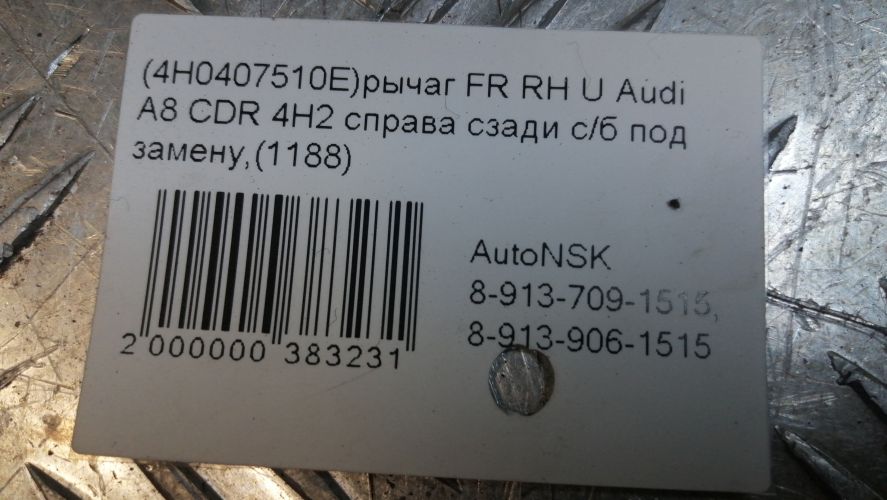 (4H0407510E)рычаг FR RH U Audi
A8 CDR 4H2 справа сзади с/б под
замену,(1188)
AutoNSK
8-913-709-1515,
8-913-906-1515
2 000000 383231